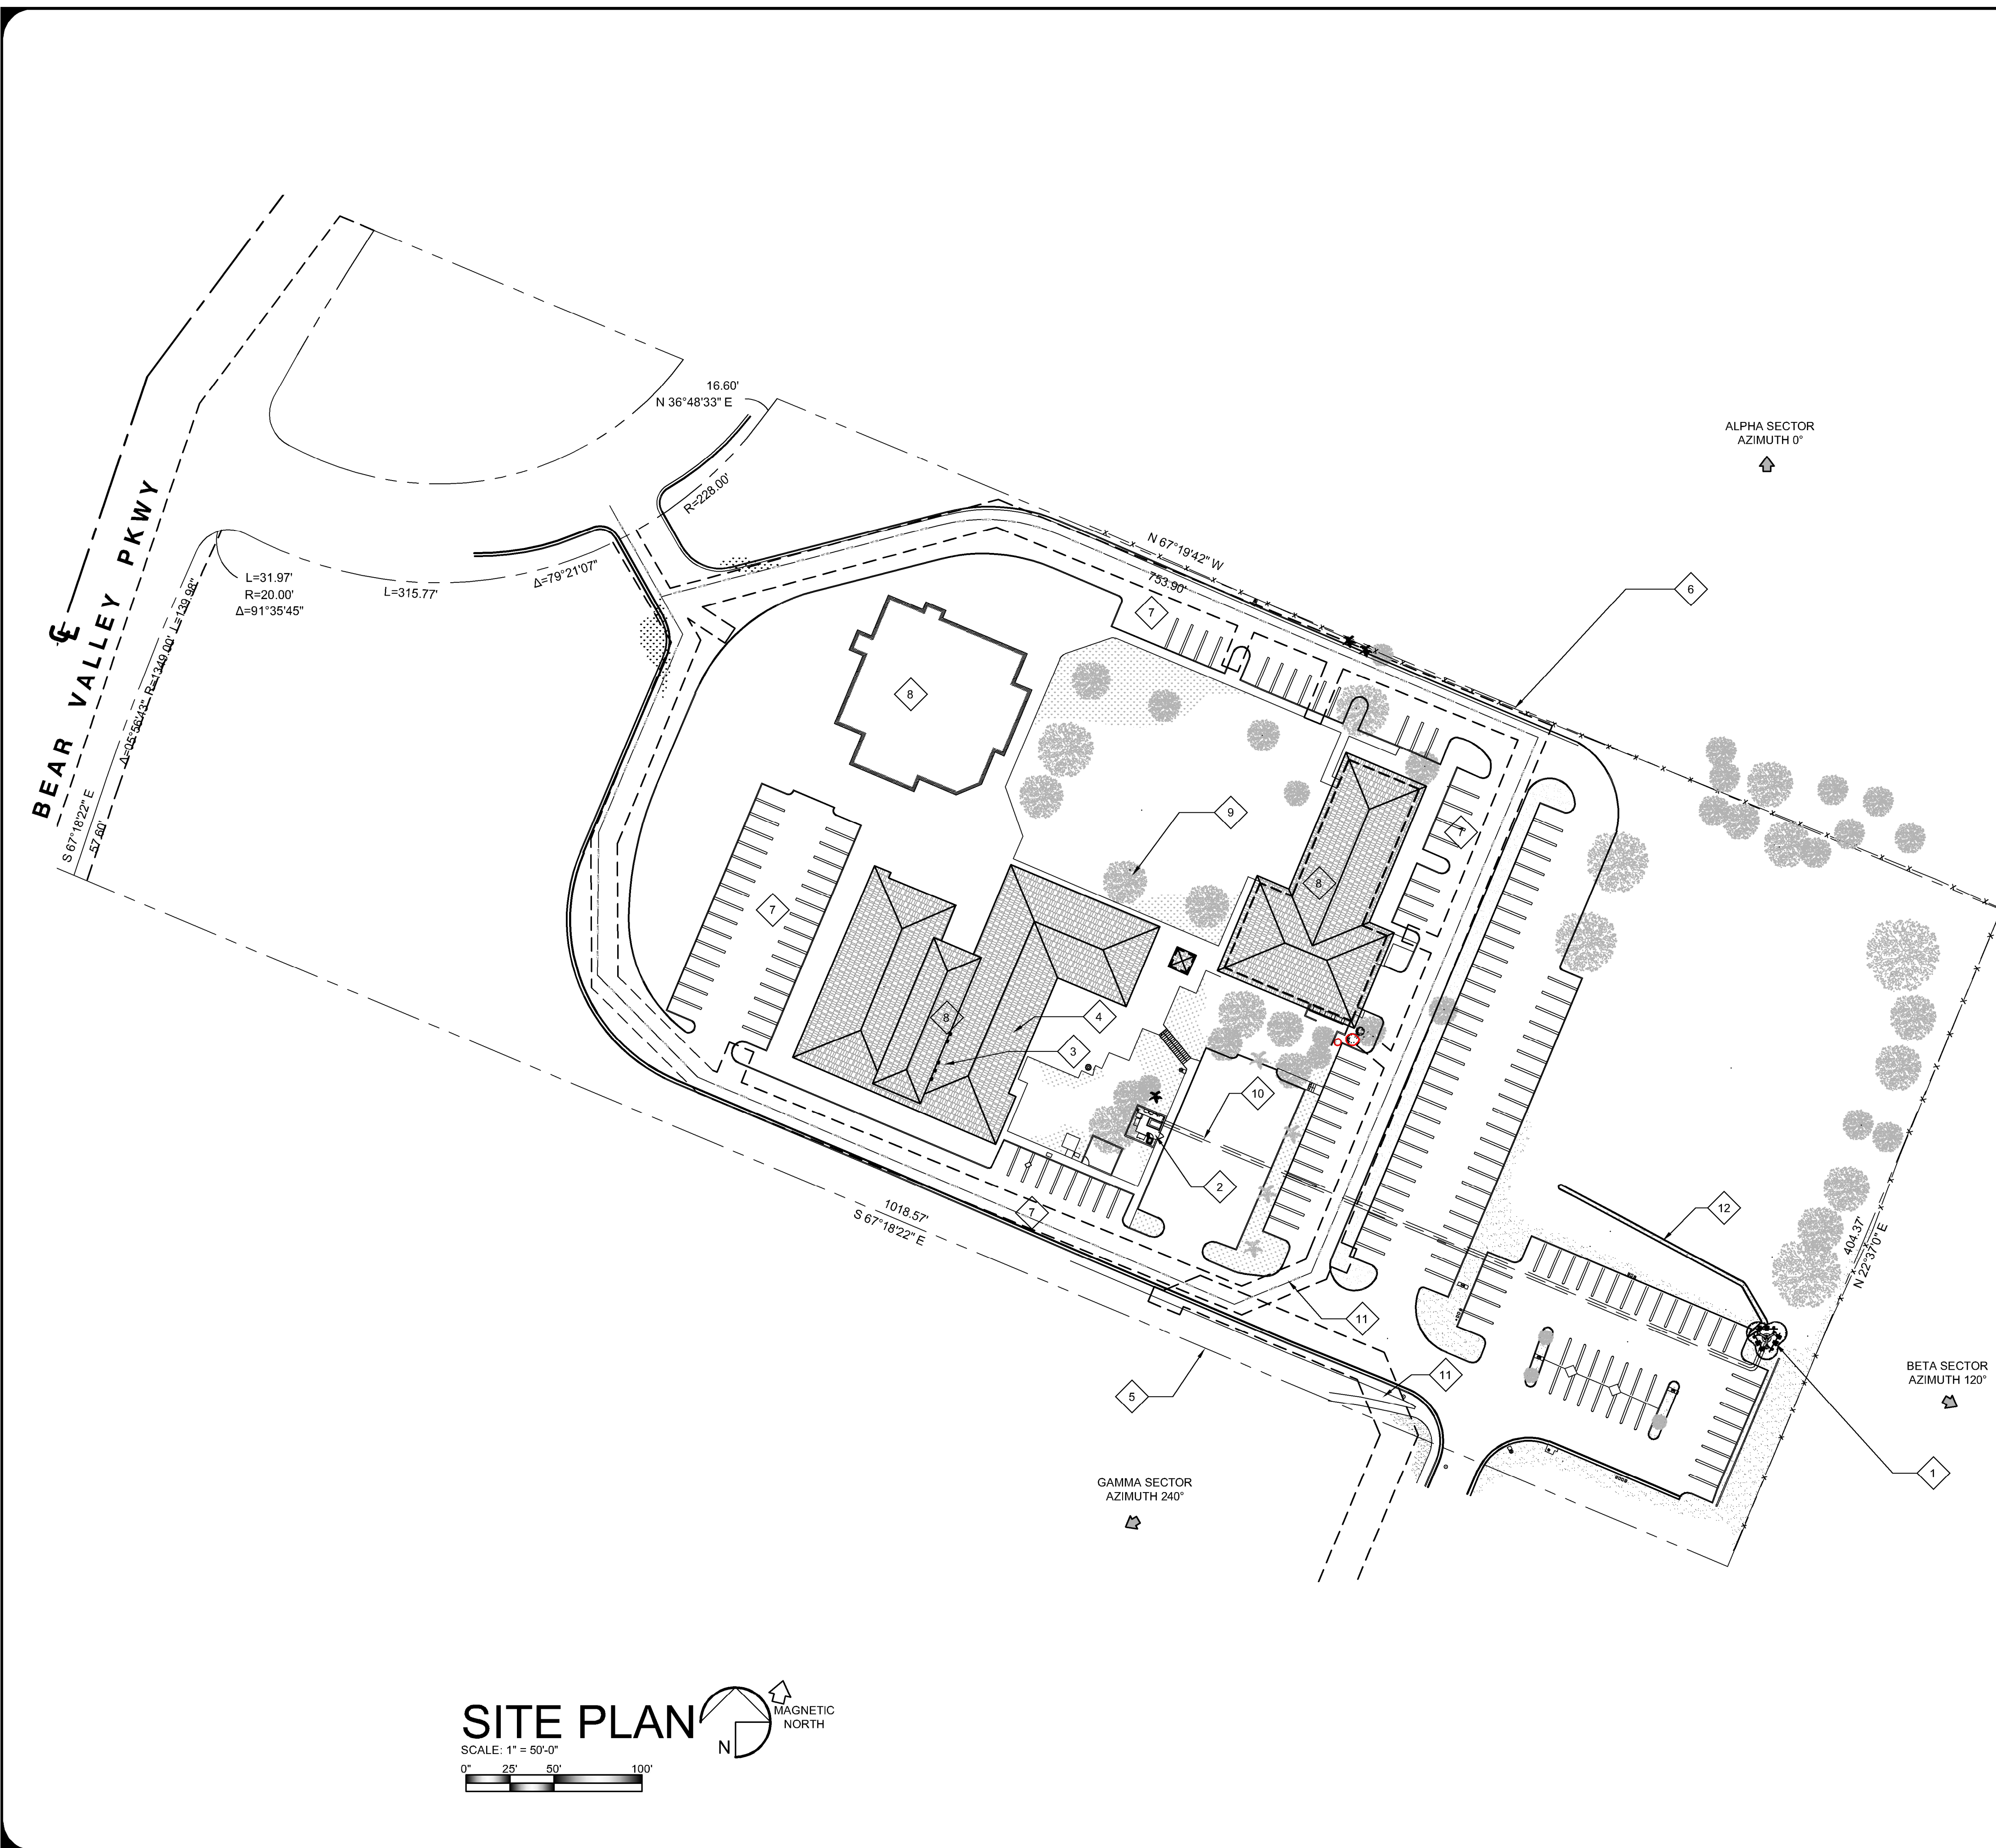 16.60'
N 36°48'33" E
R=228.00'
ALPHA SECTOR
AZIMUTH 0°
BEAR VALLEY PKWY
L=31.97'
R=20.00'
Δ=91°35'45"
L=315.77'
Δ=79°21'07"
Δ=05°56'43" R=1349.00' L=139.98'
S 67°18'22" E
57.60'
N 67°19'42" W
753.90'
6
7
8
9
7
8
7
8
4
3
10
2
7
1018.57'
S 67°18'22" E
12
404.37'
N 22°37'0" E
11
11
5
BETA SECTOR
AZIMUTH 120°
1
GAMMA SECTOR
AZIMUTH 240°
SITE PLAN
N
MAGNETIC
NORTH
SCALE: 1" = 50'-0"
0" 25' 50' 100'